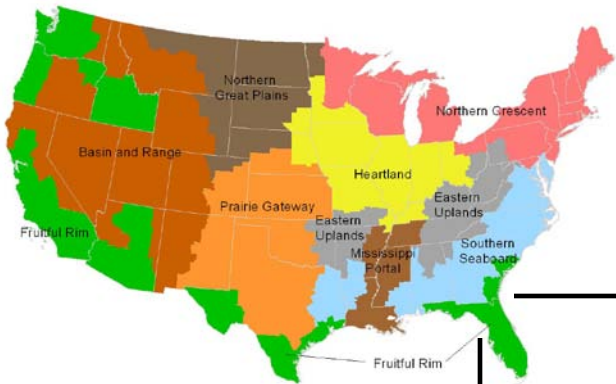 Northern
Great Plains
Northern Crescent
Basin and Range
Heartland
Prairie Gateway
Eastern
Uplands
Eastern
Uplands
Fruitful Rim
Southern
Seaboard
Mississippi
Portal
Fruitful Rim